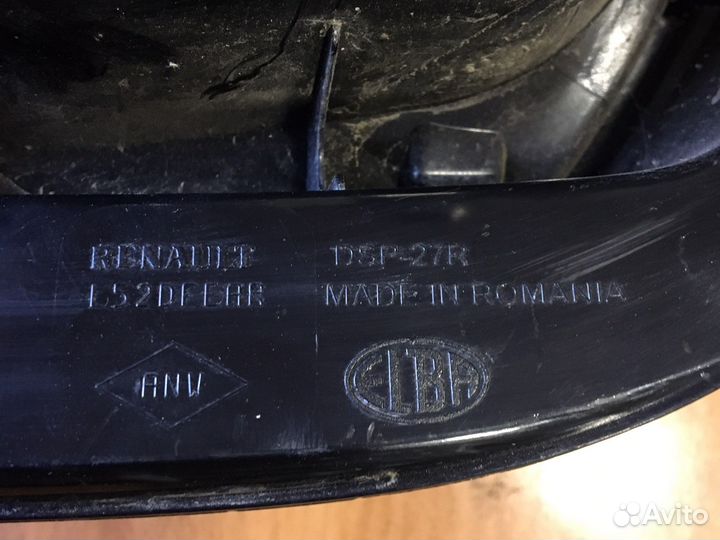 RENAULT DSP-27R
MADE IN ROMANIA
ANW ELBA
Avito